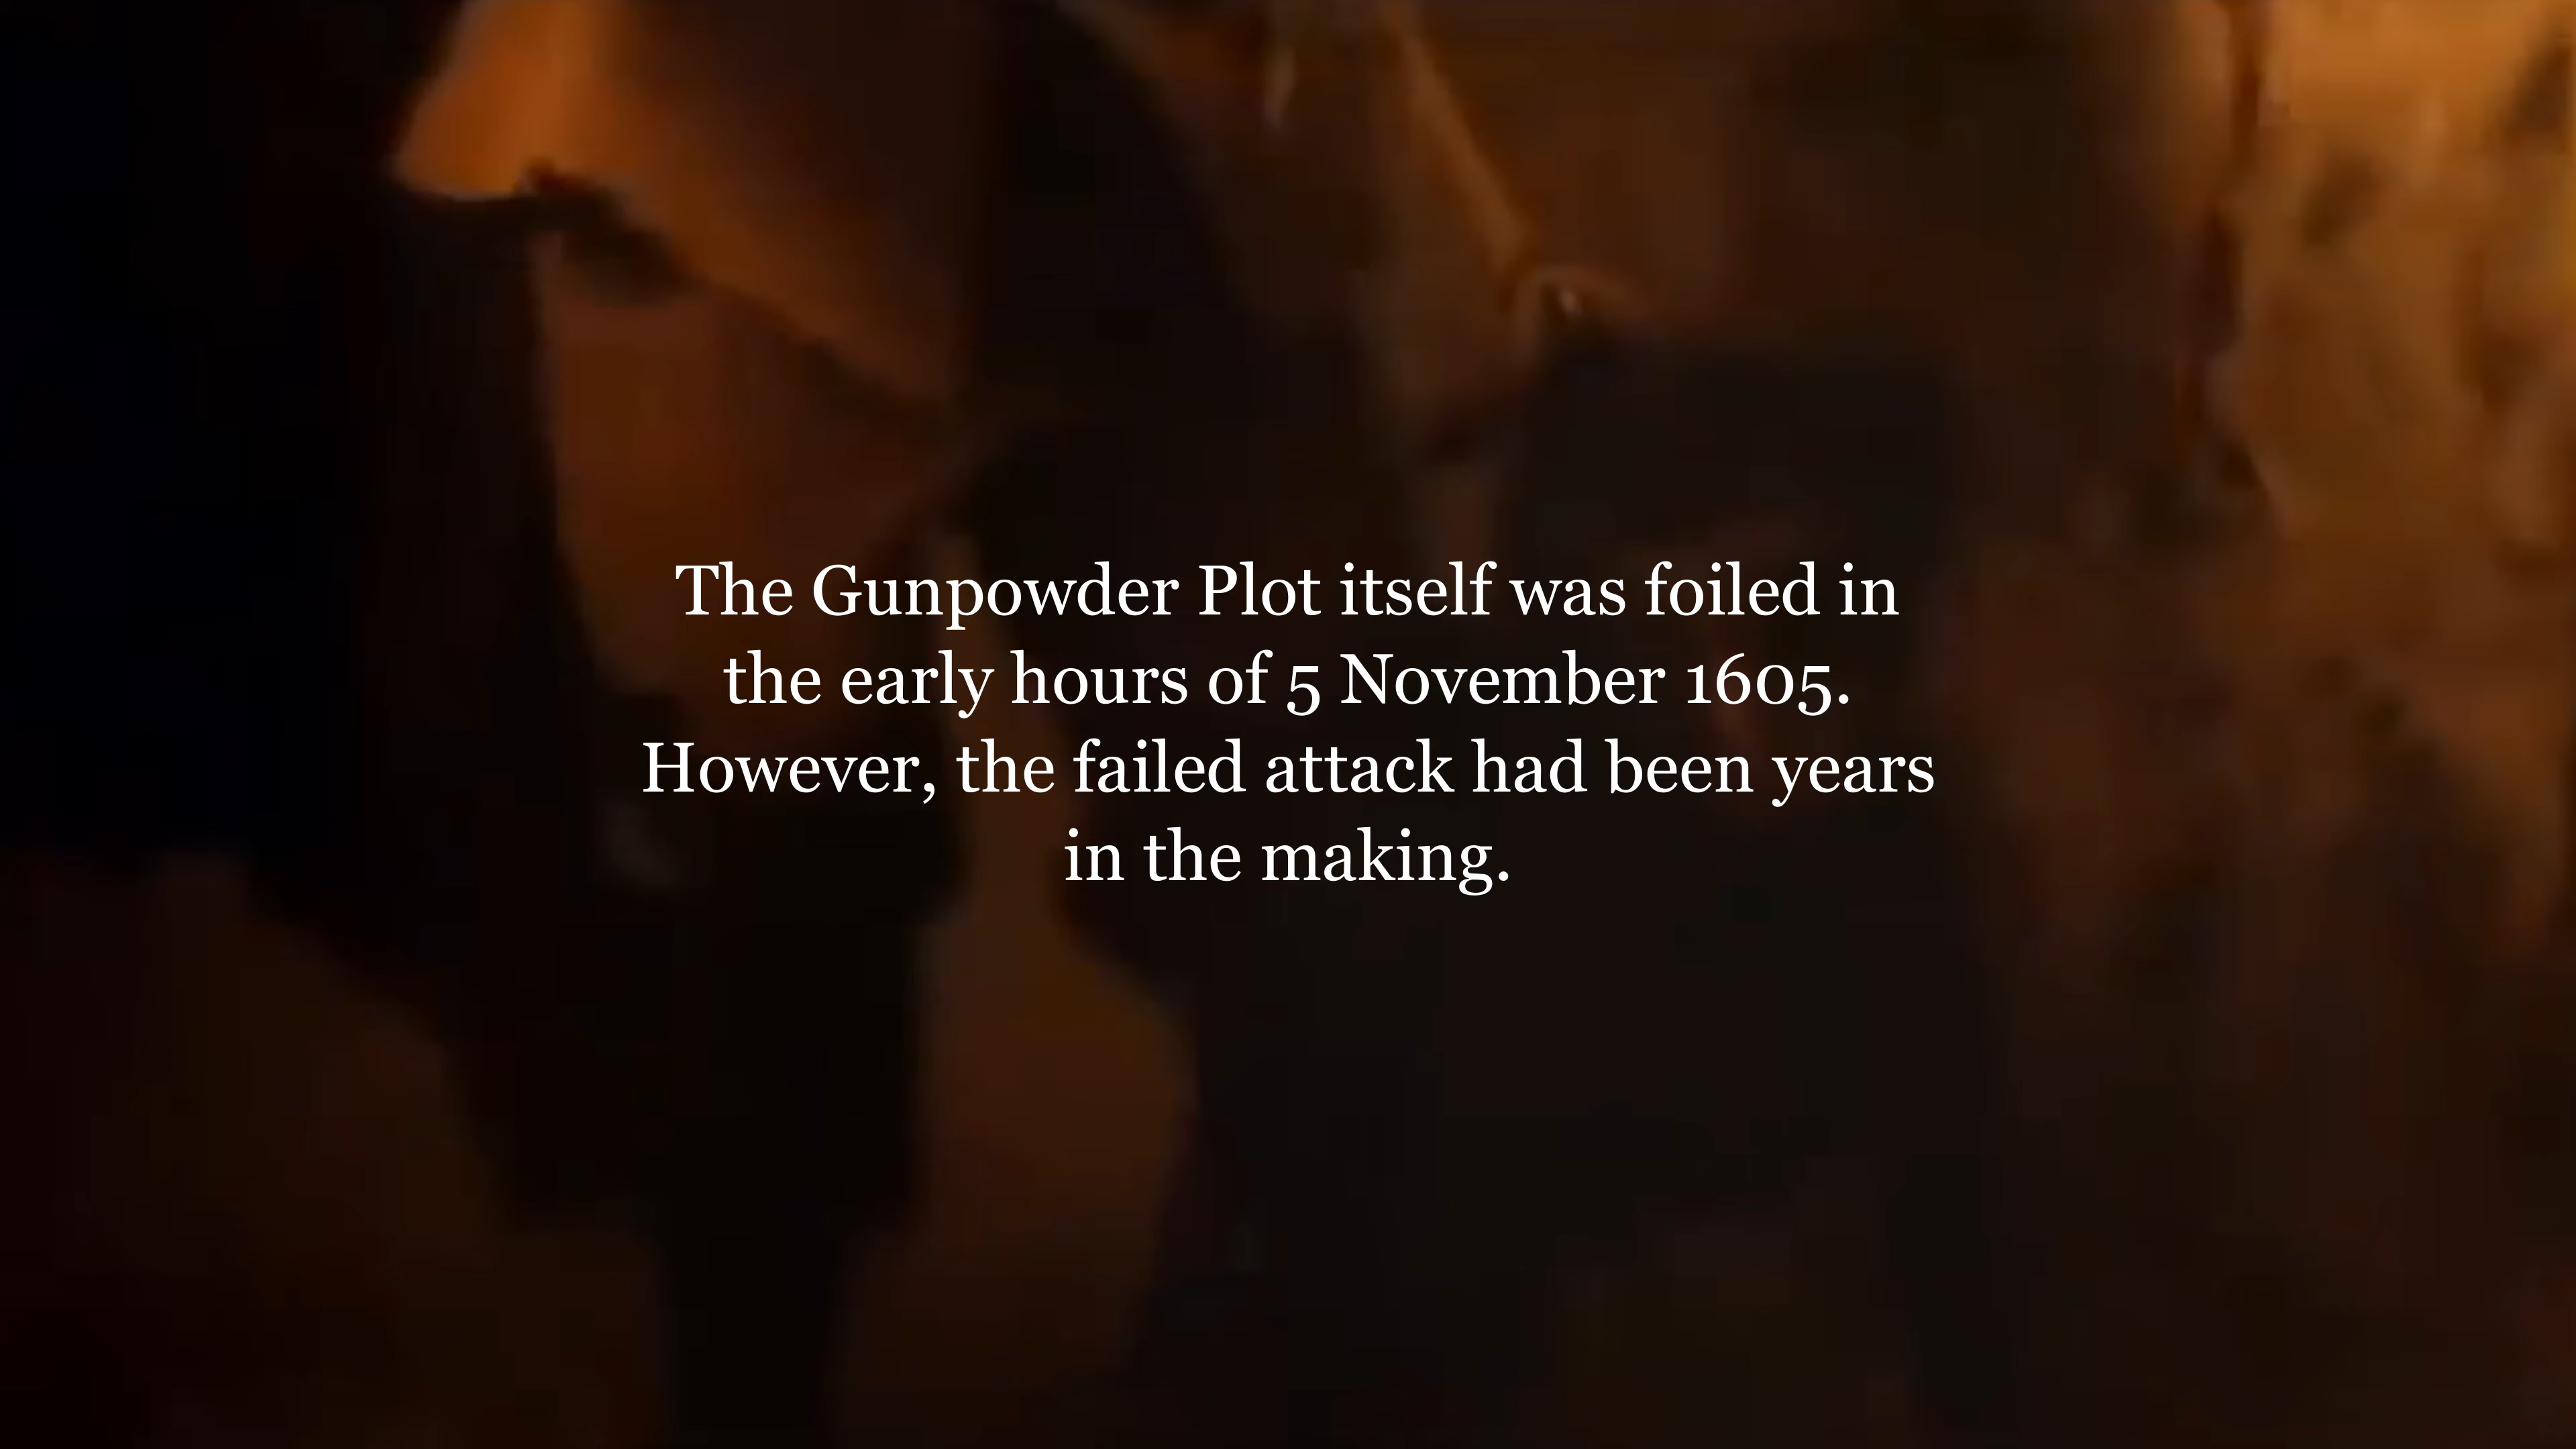 The Gunpowder Plot itself was foiled in
the early hours of 5 November 1605.
However, the failed attack had been years
in the making.